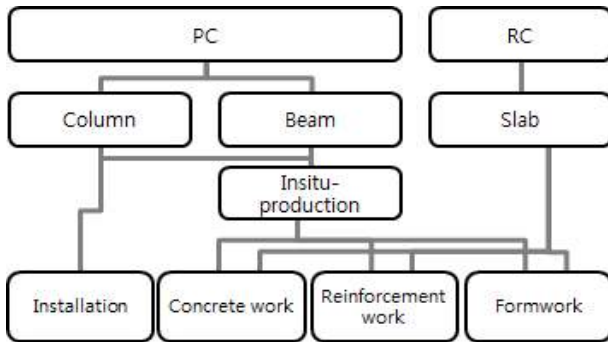 PC
RC
Column
Beam
Slab
Insitu-
production
Installation
Concrete work
Reinforcement
work
Formwork